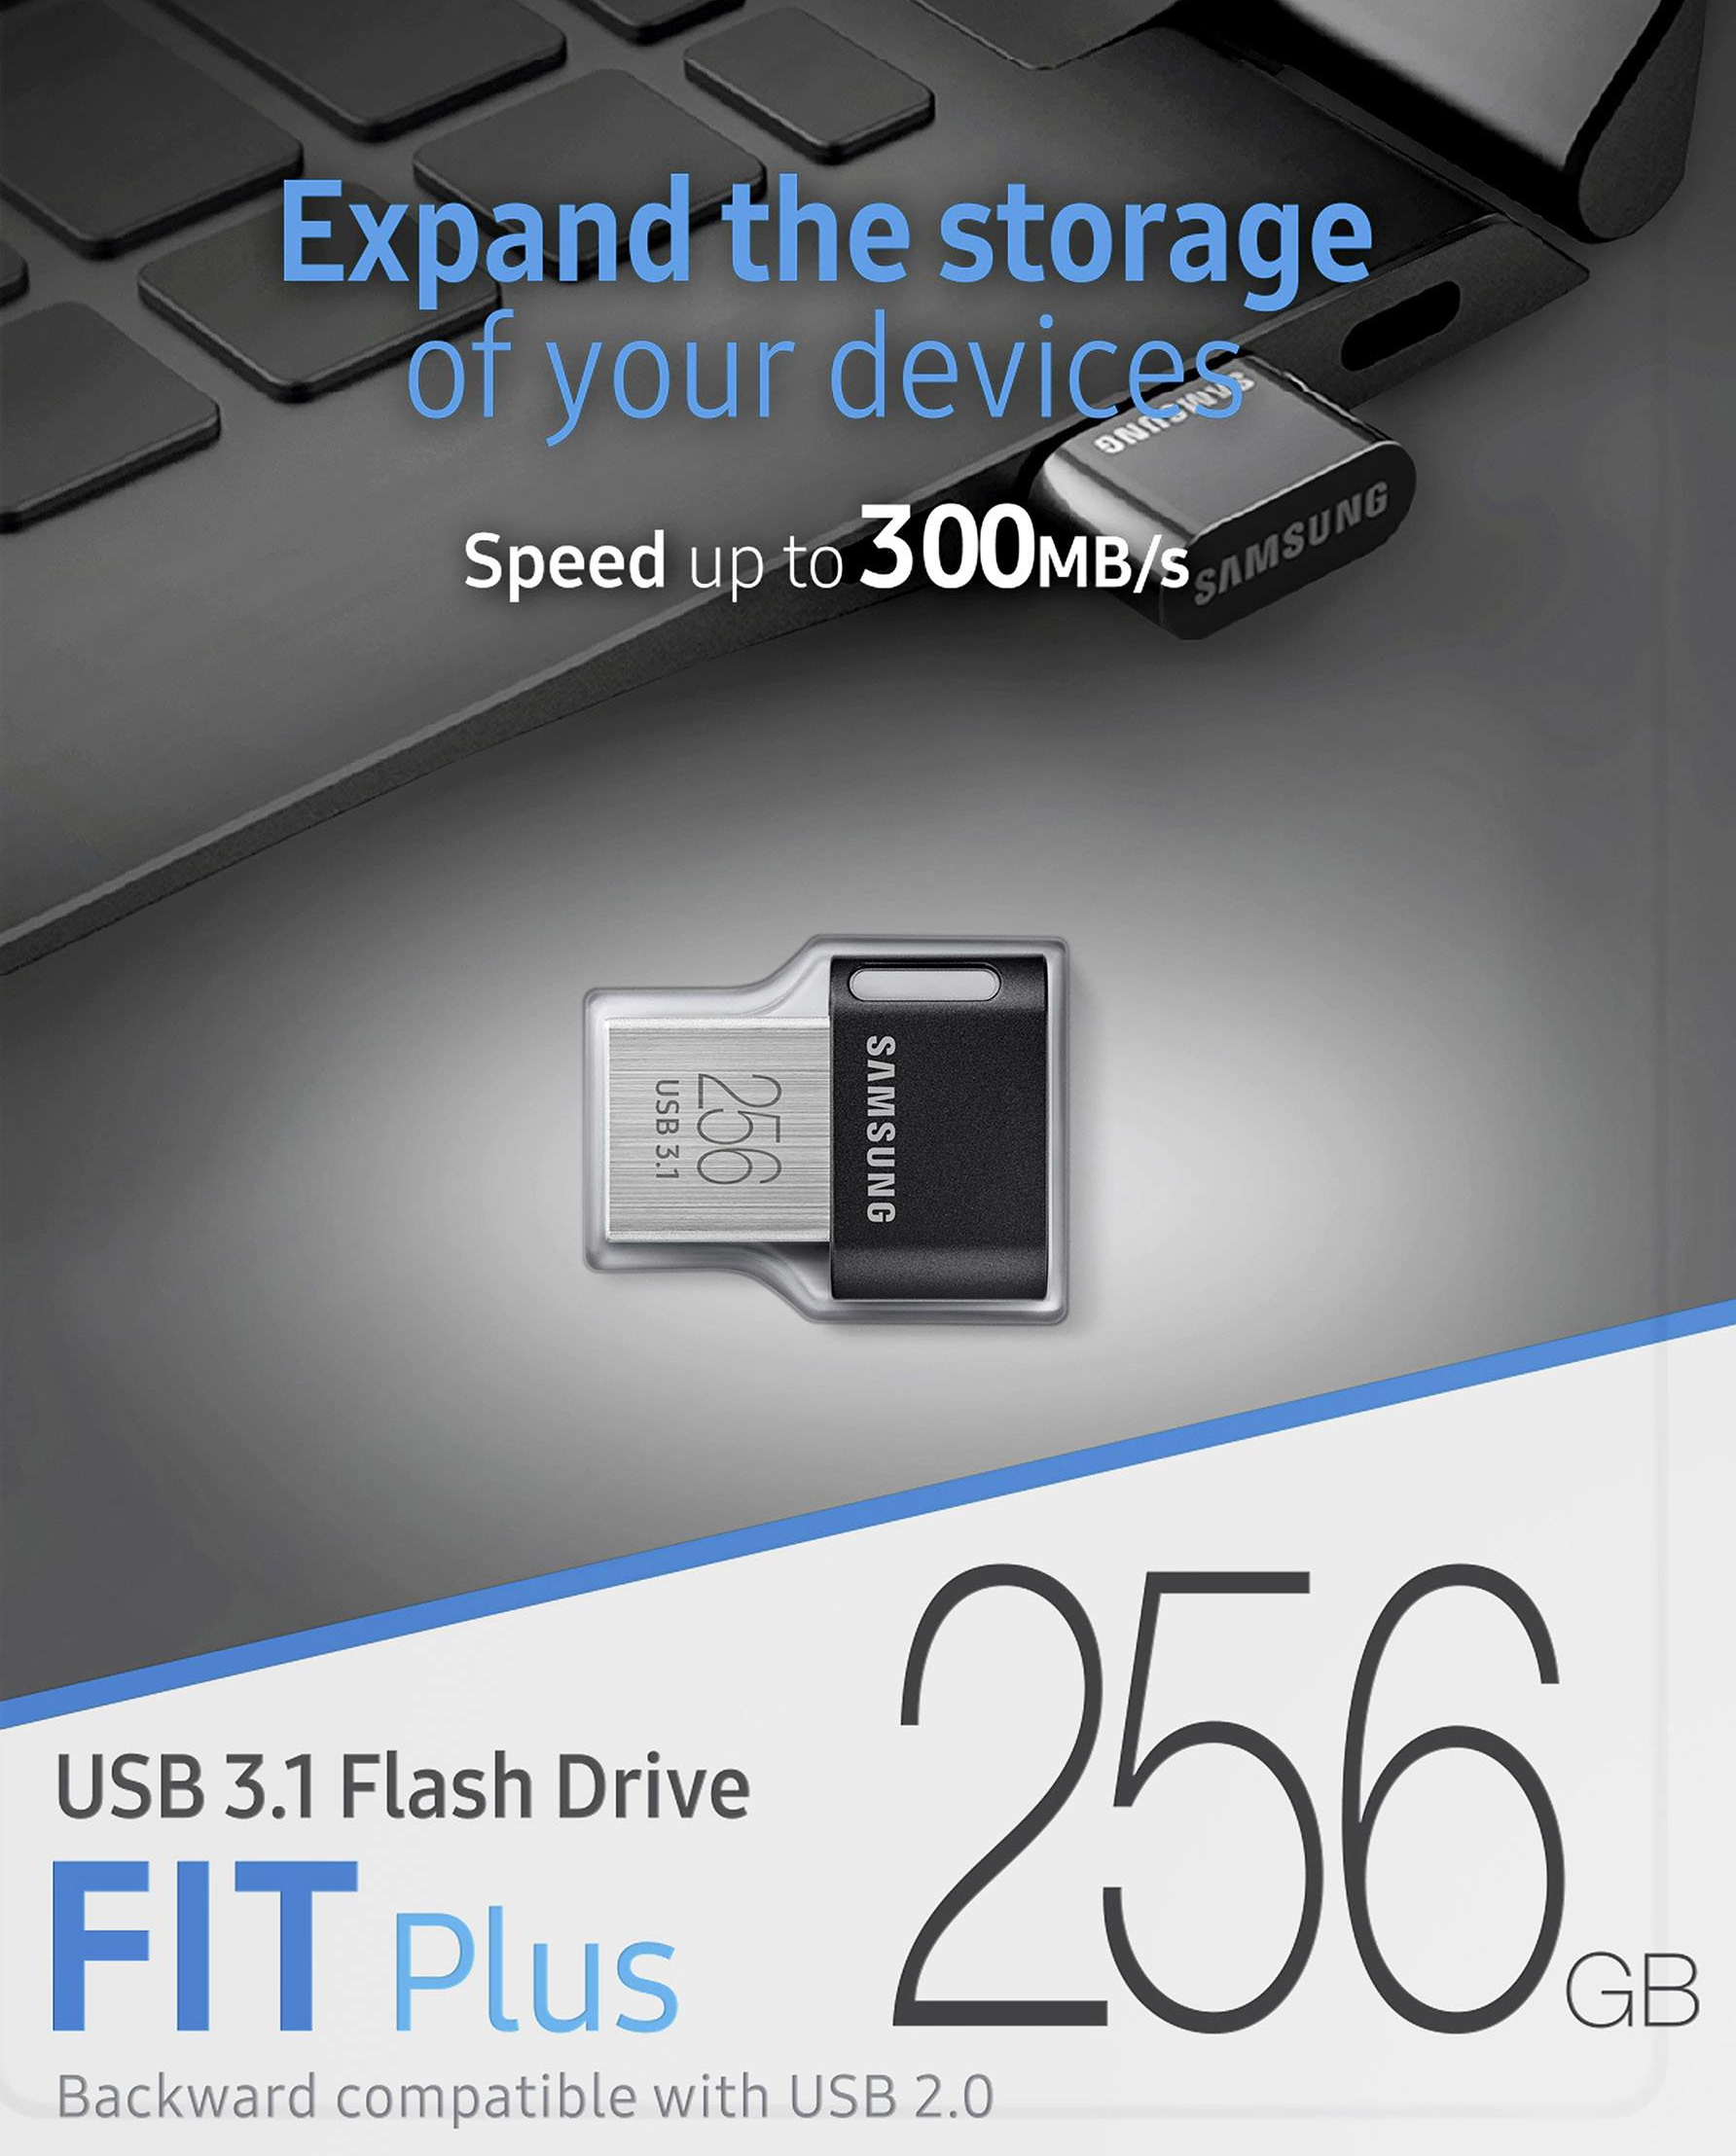 Expand the storage
of your devices
SAMSUNG
Speed up to 300MB/s
SAMSUNG
SAMSUNG
256
USB 3.1
256GB
USB 3.1 Flash Drive
FIT Plus
Backward compatible with USB 2.0